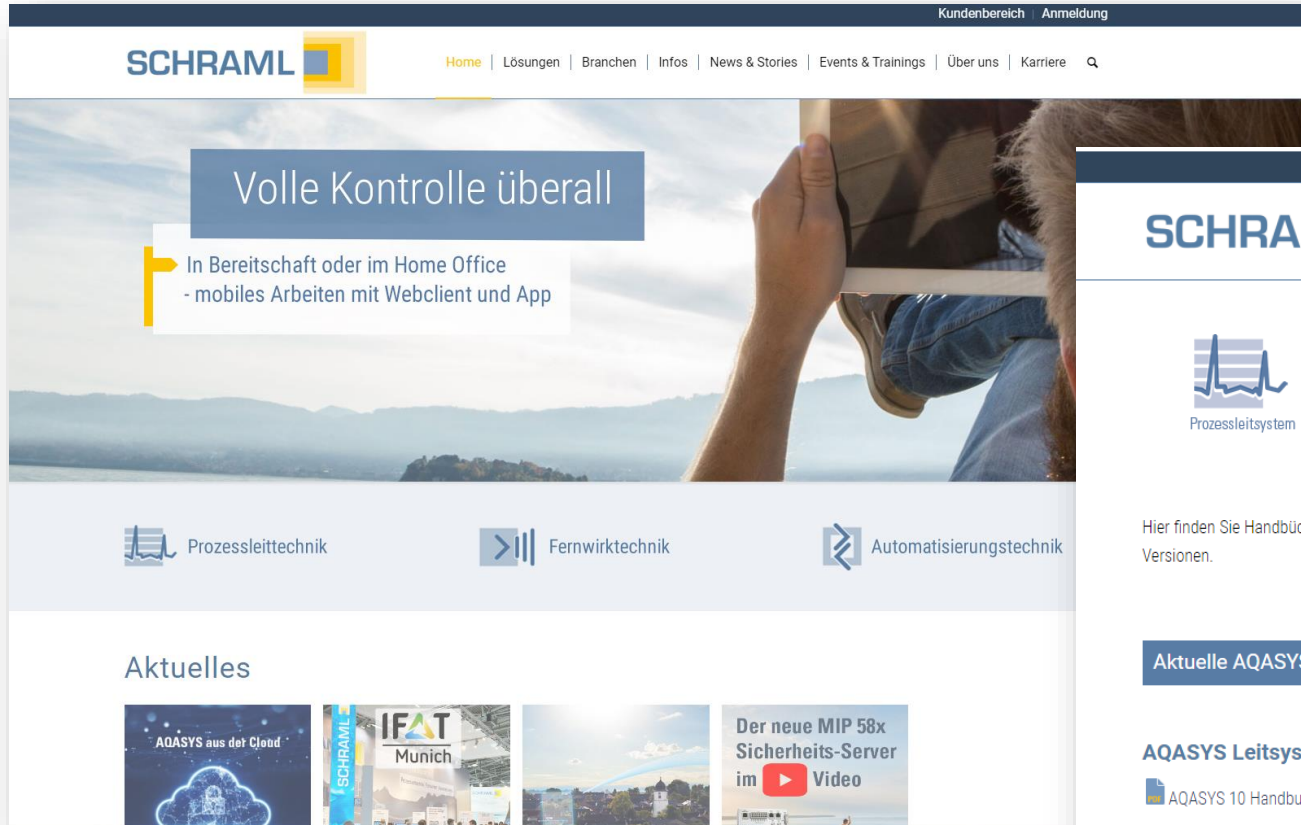 Kundenbereich | Anmeldung
SCHRAML
Home | Lösungen | Branchen | Infos | News & Stories | Events & Trainings | Über uns | Karriere
Volle Kontrolle überall
In Bereitschaft oder im Home Office
- mobiles Arbeiten mit Webclient und App
Prozessleittechnik
Fernwirktechnik
Automatisierungstechnik
Aktuelles
AQASYS aus der Cloud
SCHRAML
IFAT
Munich
Der neue MIP 58x
Sicherheits-Server
im Video
SCHRA
Prozessleitsystem
Hier finden Sie Handbüc
Versionen.
Aktuelle AQASYS
AQASYS Leitsys
PDF AQASYS 10 Handbu